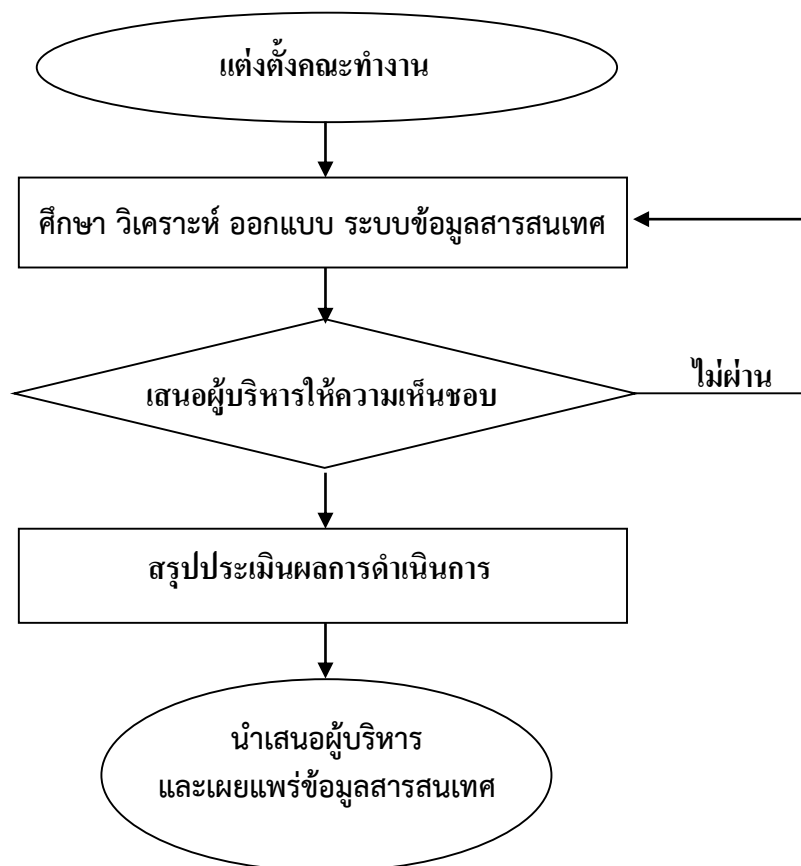 แต่งตั้งคณะทำงาน
ศึกษา วิเคราะห์ ออกแบบ ระบบข้อมูลสารสนเทศ
เสนอผู้บริหารให้ความเห็นชอบ
ไม่ผ่าน
สรุปประเมินผลการดำเนินการ
นำเสนอผู้บริหาร
และเผยแพร่ข้อมูลสารสนเทศ